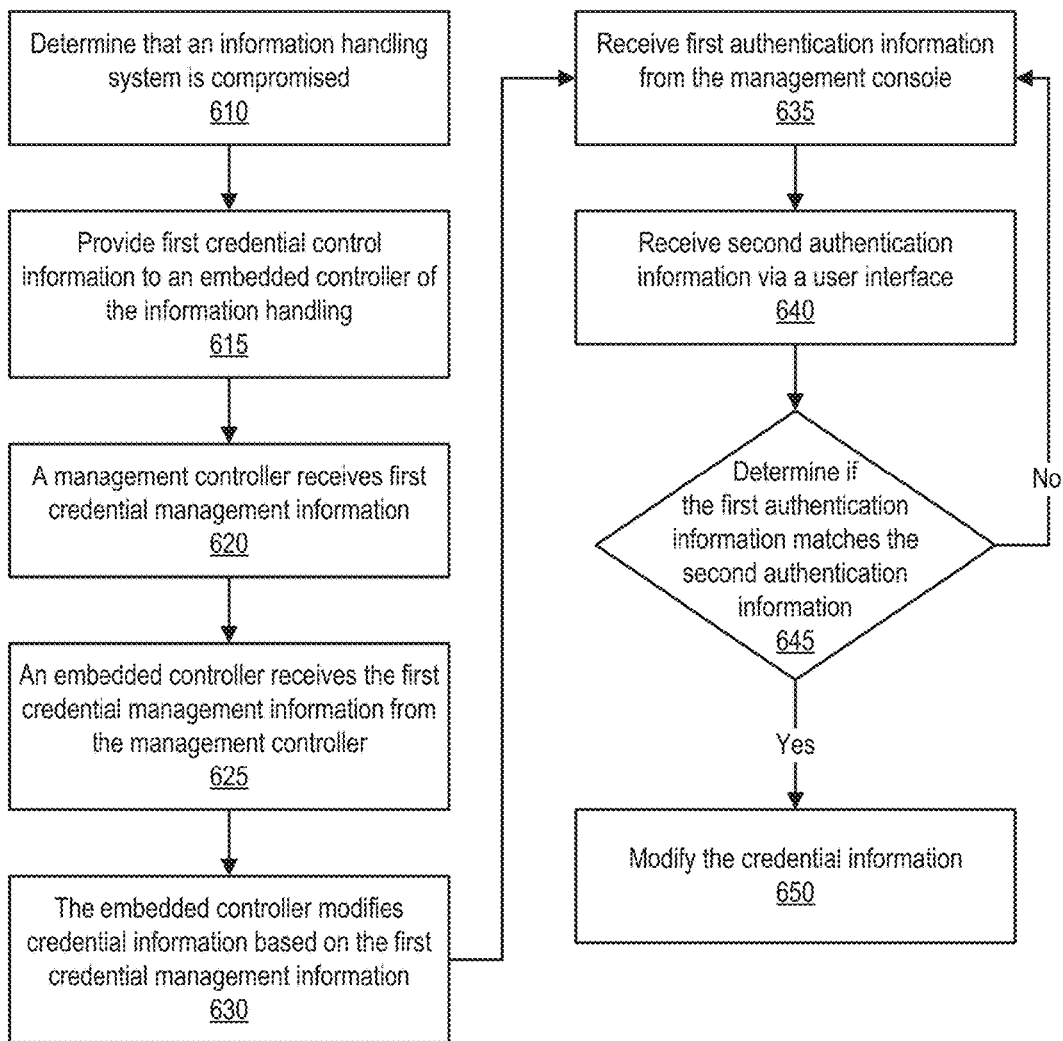 Determine that an information handling
system is compromised
610
Provide first credential control
information to an embedded controller of
the information handling
615
A management controller receives first
credential management information
620
An embedded controller receives the first
credential management information from
the management controller
625
The embedded controller modifies
credential information based on the first
credential management information
630
Receive first authentication information
from the management console
635
Receive second authentication
information via a user interface
640
Determine if
the first authentication
information matches the
second authentication
information
645
No
Yes
Modify the credential information
650